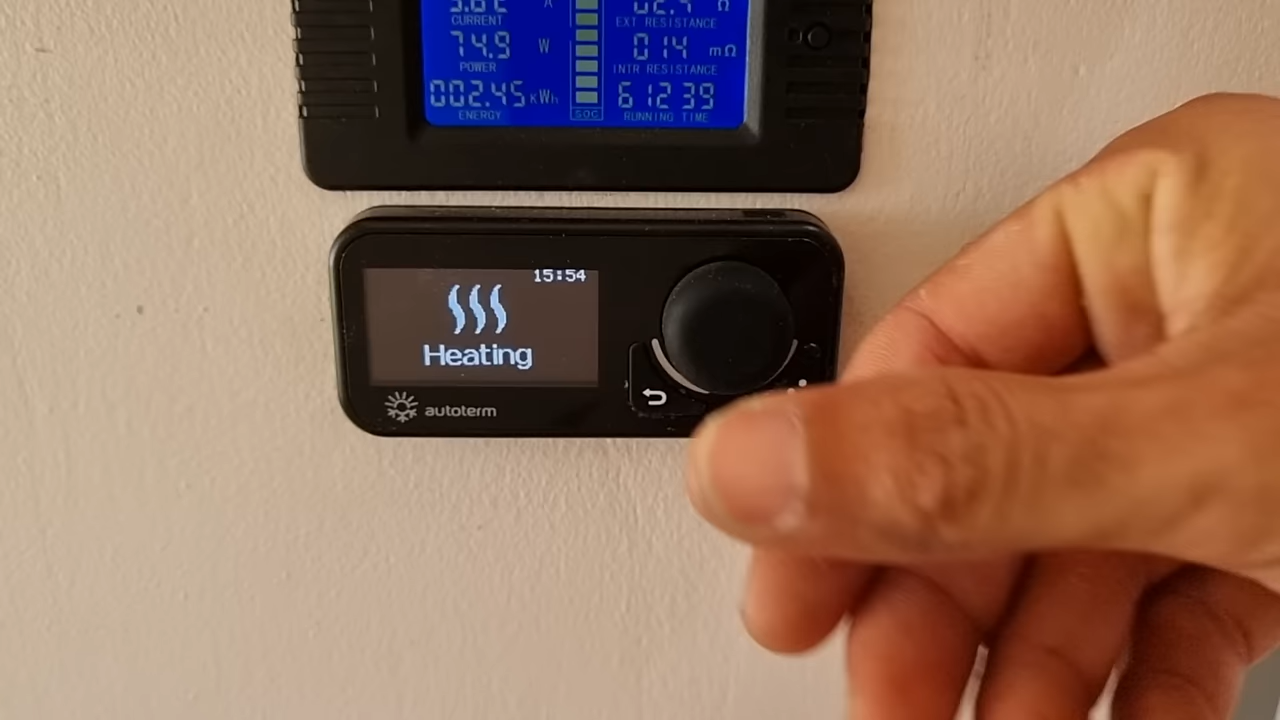 A Ω
CURRENT EXT RESISTANCE
74.9 W 014 mΩ
POWER INTR RESISTANCE
002.45 kWh 61239
ENERGY SOC RUNNING TIME
15:54
Heating
autoterm